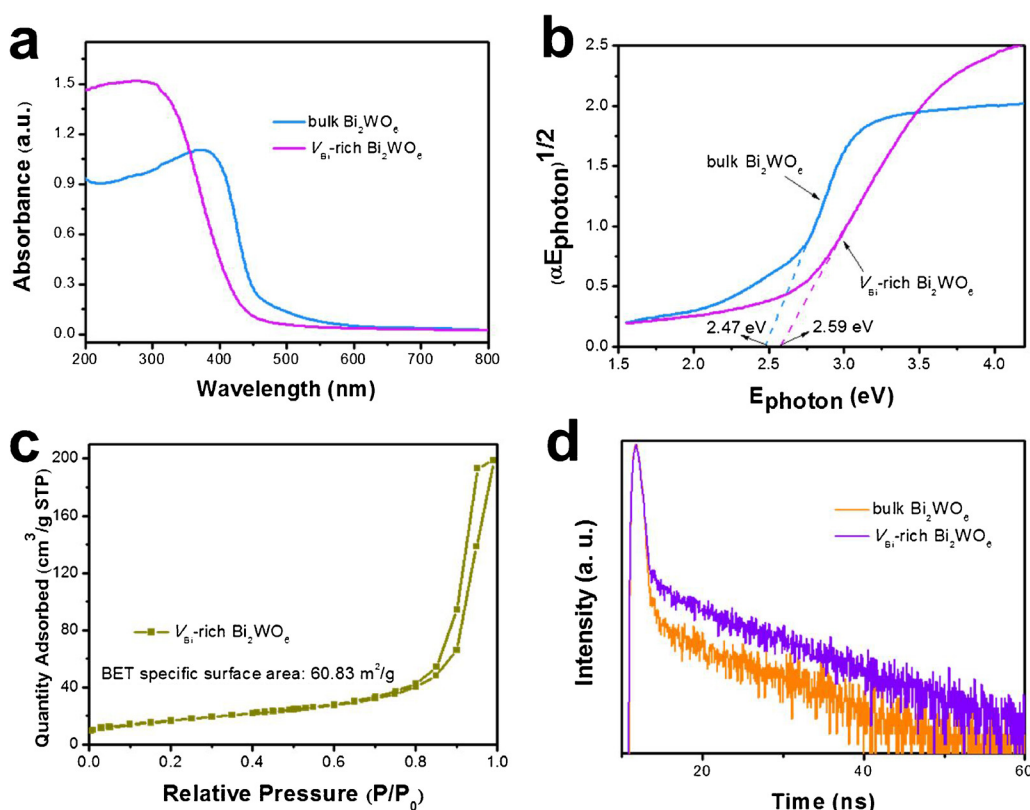 a
Absorbance (a.u.)
1.5
1.2
0.9
0.6
0.3
0.0
bulk Bi₂WO₆
V_Bi-rich Bi₂WO₆
200 300 400 500 600 700 800
Wavelength (nm)
b
(αEphoton)^1/2
2.5
2.0
1.5
1.0
0.5
0.0
bulk Bi₂WO₆
V_Bi-rich Bi₂WO₆
2.47 eV
2.59 eV
1.5 2.0 2.5 3.0 3.5 4.0
Ephoton (eV)
c
Quantity Adsorbed (cm³/g STP)
200
160
120
80
40
0
V_Bi-rich Bi₂WO₆
BET specific surface area: 60.83 m²/g
0.0 0.2 0.4 0.6 0.8 1.0
Relative Pressure (P/P₀)
d
Intensity (a. u.)
bulk Bi₂WO₆
V_Bi-rich Bi₂WO₆
20 40 60
Time (ns)